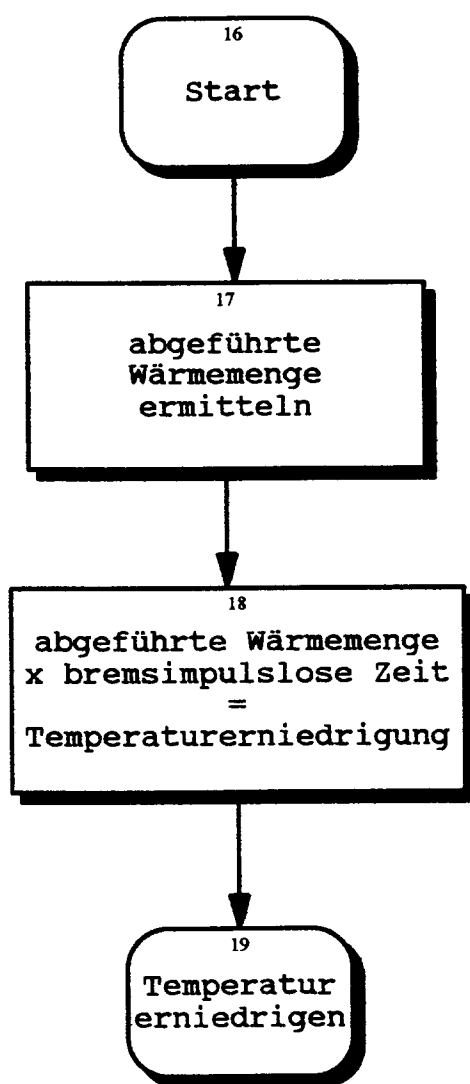 16
Start
17
abgeführte
Wärmemenge
ermitteln
18
abgeführte Wärmemenge
x bremsimpulslose Zeit
=
Temperaturerniedrigung
19
Temperatur
erniedrigen